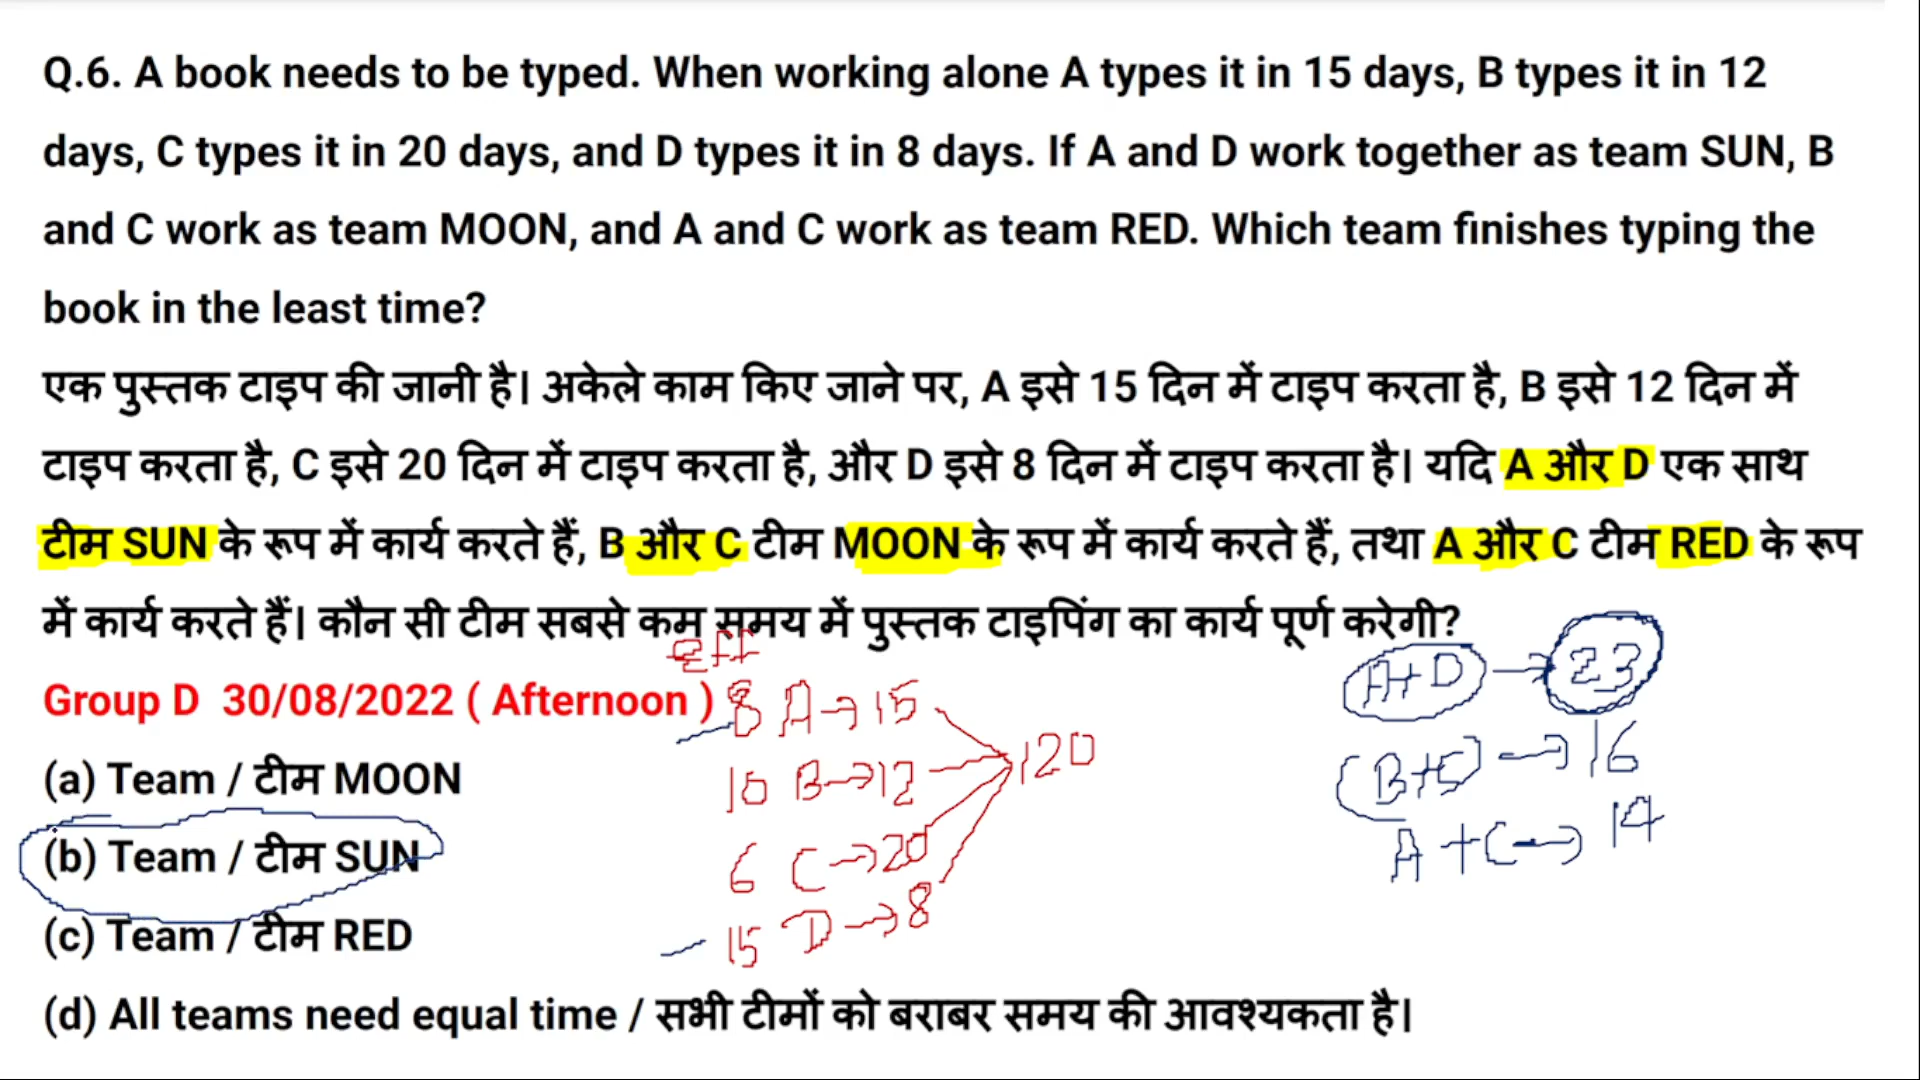 Q.6. A book needs to be typed. When working alone A types it in 15 days, B types it in 12
days, C types it in 20 days, and D types it in 8 days. If A and D work together as team SUN, B
and C work as team MOON, and A and C work as team RED. Which team finishes typing the
book in the least time?
एक पुस्तक टाइप की जानी है। अकेले काम किए जाने पर, A इसे 15 दिन में टाइप करता है, B इसे 12 दिन में
टाइप करता है, C इसे 20 दिन में टाइप करता है, और D इसे 8 दिन में टाइप करता है। यदि A और D एक साथ
टीम SUN के रूप में कार्य करते हैं, B और C टीम MOON के रूप में कार्य करते हैं, तथा A और C टीम RED के रूप
में कार्य करते हैं। कौन सी टीम सबसे कम समय में पुस्तक टाइपिंग का कार्य पूर्ण करेगी?
Eff
Group D 30/08/2022 ( Afternoon )
(a) Team / टीम MOON
(b) Team / टीम SUN
(c) Team / टीम RED
(d) All teams need equal time / सभी टीमों को बराबर समय की आवश्यकता है।
8 A→15
10 B→12
6 C→20
15 D→8
120
A+D → 23
(B+C) → 16
A+C → 14